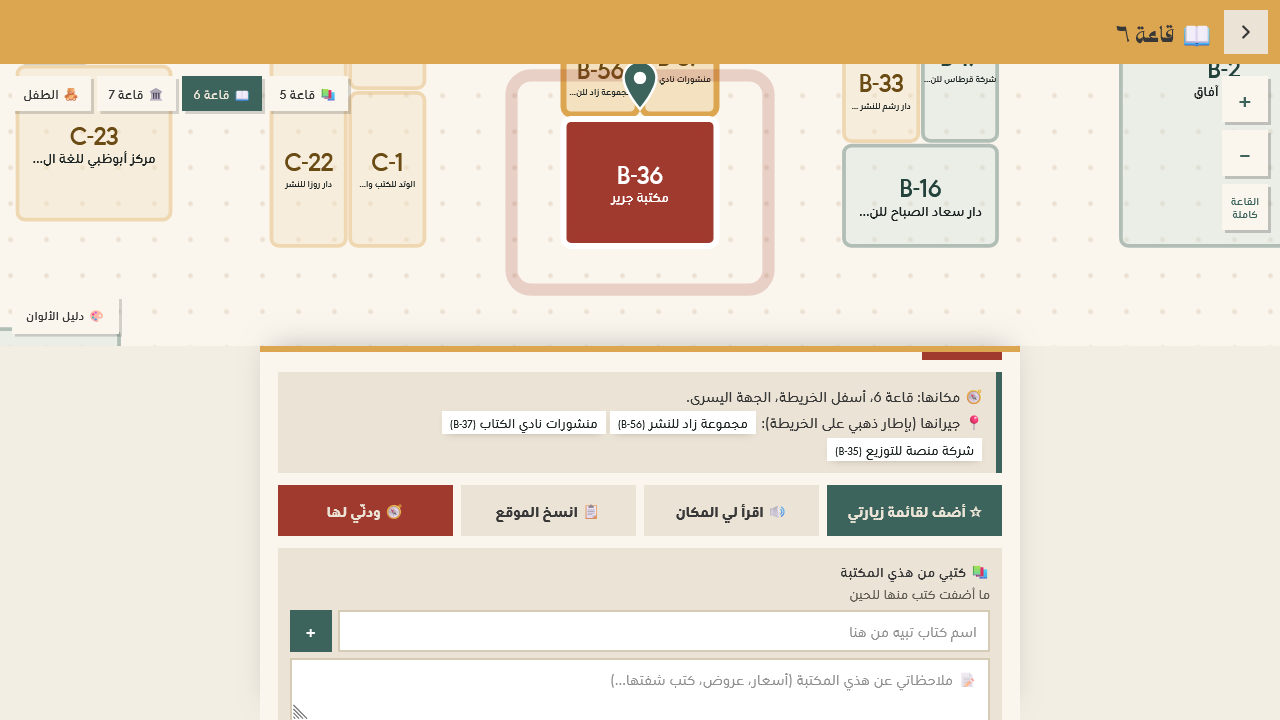 📖 قاعة ٦
📚 قاعة 5
📖 قاعة 6
🏛️ قاعة 7
🧸 الطفل
B-2
آفاق
+
−
القاعة
كاملة
شركة قرطاس للن...
B-33
دار رشم للنشر ...
B-16
دار سعاد الصباح للن...
B-56
مجموعة زاد للن...
منشورات نادي
B-36
مكتبة جرير
C-1
الوتد للكتب وا...
C-22
دار روزا للنشر
C-23
مركز أبوظبي للغة ال...
🎨 دليل الألوان
🧭 مكانها: قاعة 6، أسفل الخريطة، الجهة اليسرى.
📍 جيرانها (بإطار ذهبي على الخريطة): مجموعة زاد للنشر (B-56) منشورات نادي الكتاب (B-37)
شركة منصة للتوزيع (B-35)
☆ أضف لقائمة زيارتي
🔊 اقرأ لي المكان
📋 انسخ الموقع
🧭 ودنّي لها
📚 كتبي من هذي المكتبة
ما أضفت كتب منها للحين
اسم كتاب تبيه من هنا
+
📝 ملاحظاتي عن هذي المكتبة (أسعار، عروض، كتب شفتها...)